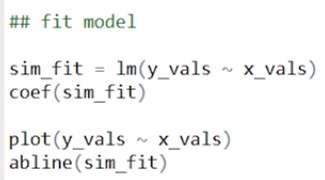 ## fit model
sim_fit = lm(y_vals ~ x_vals)
coef(sim_fit)
plot(y_vals ~ x_vals)
abline(sim_fit)